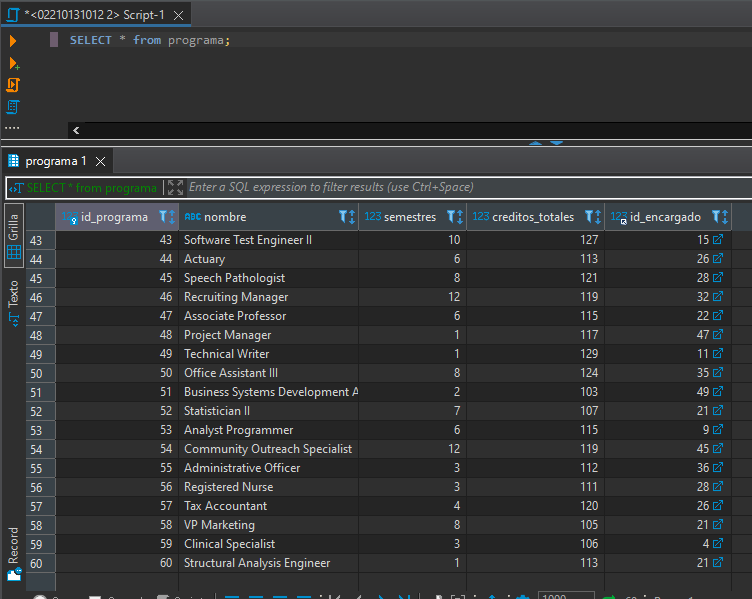 *<02210131012 2> Script-1
SELECT * from programa;
programa 1
SELECT * from programa Enter a SQL expression to filter results (use Ctrl+Space)
Grilla
Texto
Record
123 id_programa ABC nombre 123 semestres 123 creditos_totales 123 id_encargado
43 43 Software Test Engineer II 10 127 15
44 44 Actuary 6 113 26
45 45 Speech Pathologist 8 121 28
46 46 Recruiting Manager 12 119 32
47 47 Associate Professor 6 115 22
48 48 Project Manager 1 117 47
49 49 Technical Writer 1 129 11
50 50 Office Assistant III 8 124 35
51 51 Business Systems Development A 2 103 49
52 52 Statistician II 7 107 21
53 53 Analyst Programmer 6 115 9
54 54 Community Outreach Specialist 12 119 45
55 55 Administrative Officer 3 112 36
56 56 Registered Nurse 3 111 28
57 57 Tax Accountant 4 120 26
58 58 VP Marketing 8 105 21
59 59 Clinical Specialist 3 106 4
60 60 Structural Analysis Engineer 1 113 21